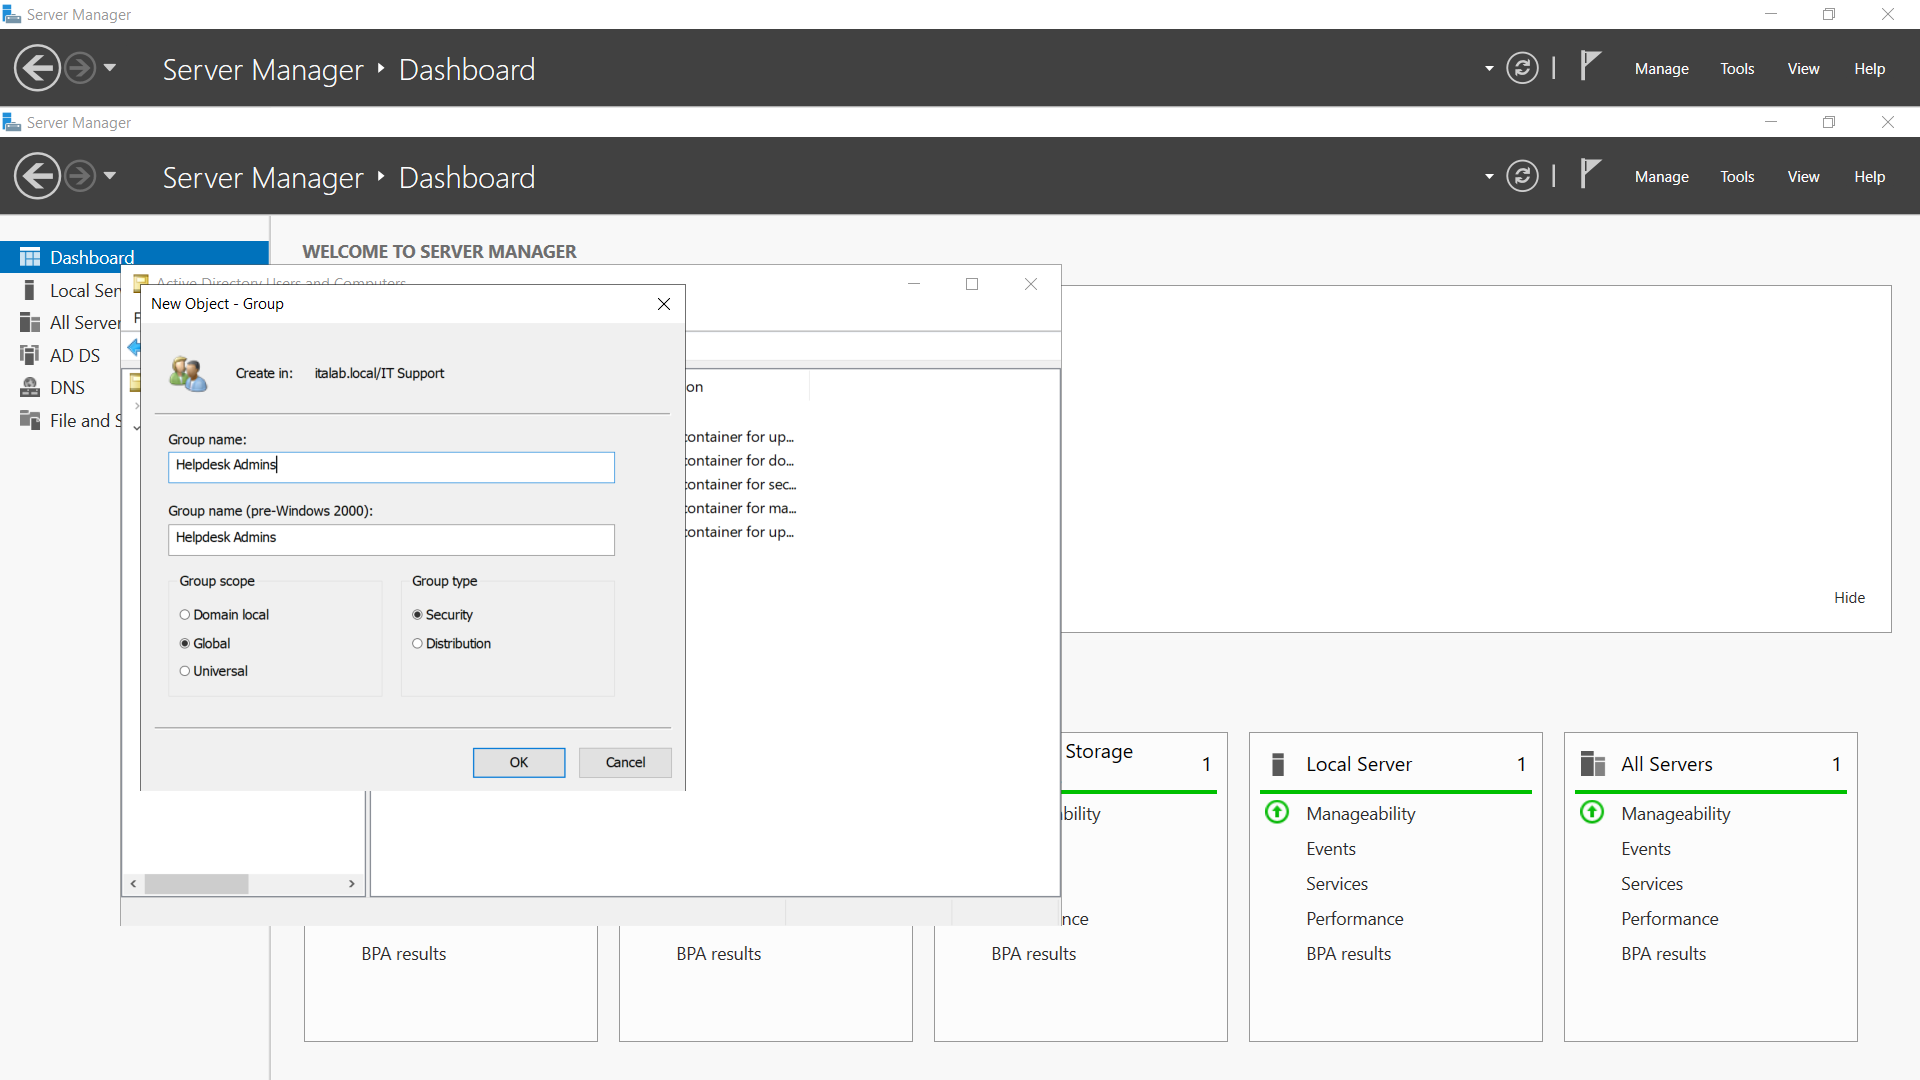 Server Manager
Server Manager Dashboard
Manage Tools View Help
Server Manager
Server Manager Dashboard
Manage Tools View Help
Dashboard
Local Ser
All Server
AD DS
DNS
File and S
WELCOME TO SERVER MANAGER
Active Directory Users and Computers
New Object - Group
Create in: italab.local/IT Support
Group name:
Helpdesk Admins
Group name (pre-Windows 2000):
Helpdesk Admins
Group scope
Domain local
Global
Universal
Group type
Security
Distribution
OK Cancel
on
container for up...
container for do...
container for sec...
container for ma...
container for up...
Hide
BPA results
BPA results
Storage 1
bility
nce
BPA results
Local Server 1
Manageability
Events
Services
Performance
BPA results
All Servers 1
Manageability
Events
Services
Performance
BPA results